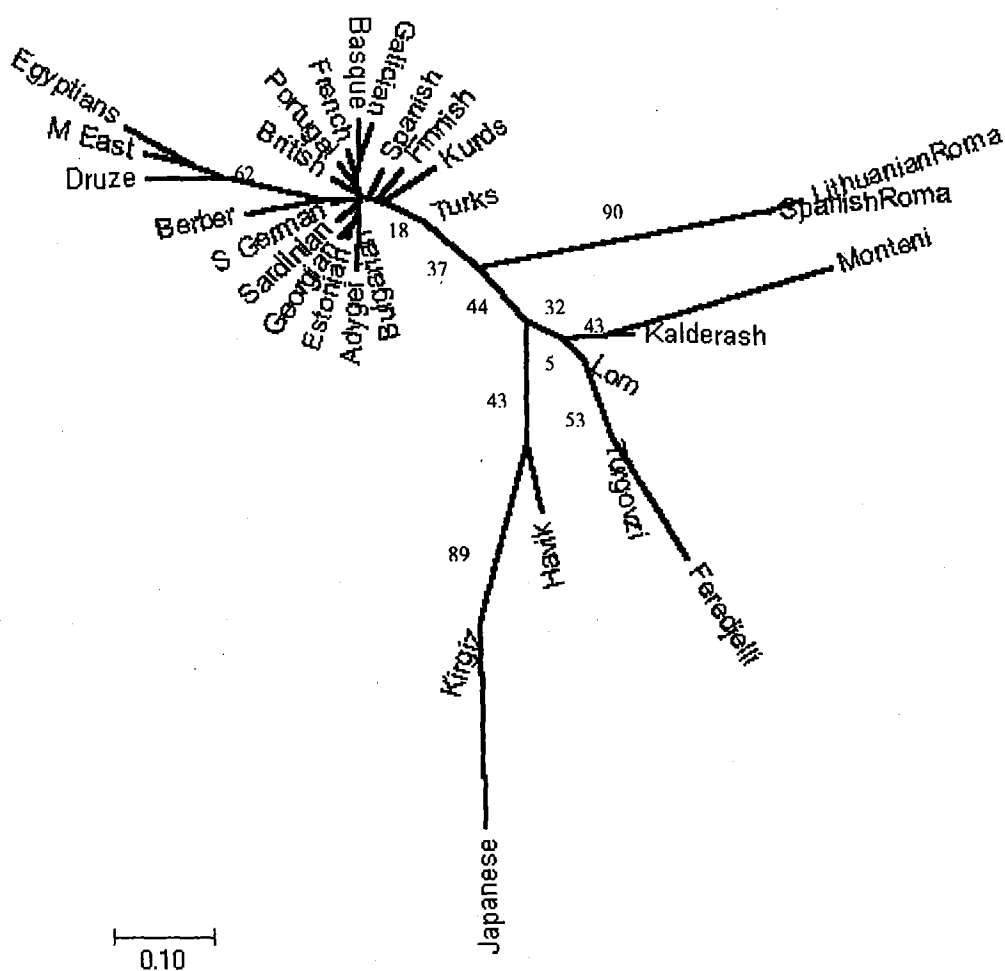 Egyptians
M East
Druze
Berber
British
Portugal
French
Basque
Galician
Spanish
Finnish
Kurds
Turks
S German
Sardinian
Georgian
Estonian
Adygei
Bulgarian
62
18
37
44
90
LithuanianRoma
SpanishRoma
Monteni
32
43
Kalderash
5
Lom
43
53
Turgovzi
Havik
89
Feredjelli
Kirgiz
Japanese
0.10